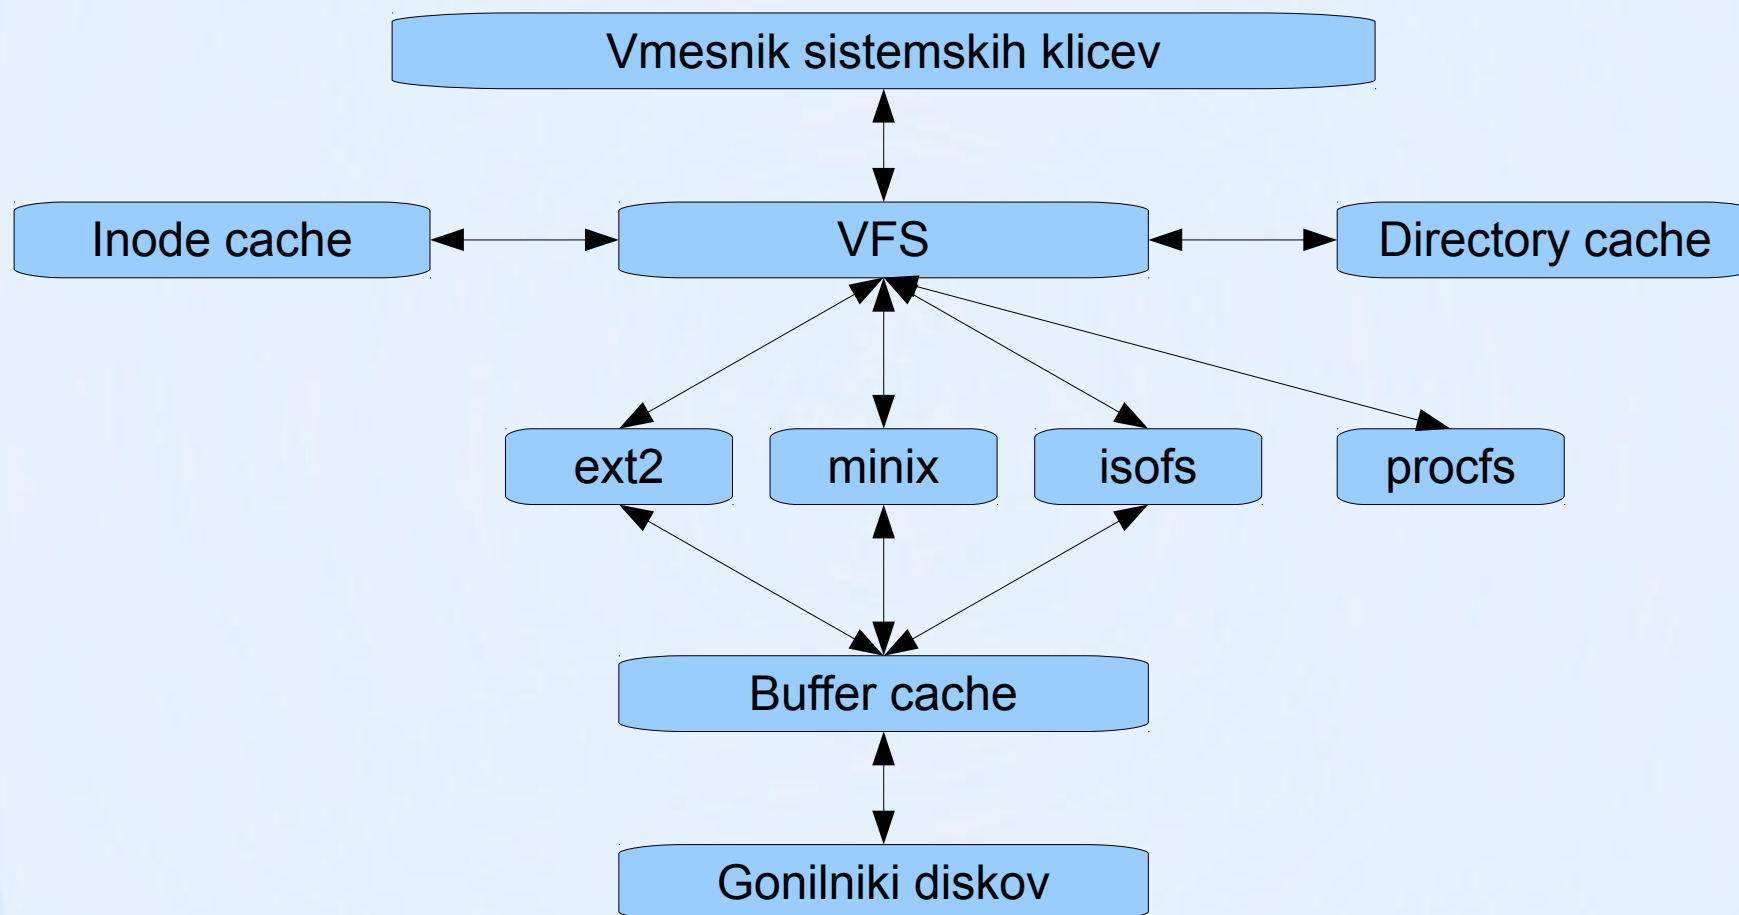 Vmesnik sistemskih klicev
Inode cache
VFS
Directory cache
ext2
minix
isofs
procfs
Buffer cache
Gonilniki diskov